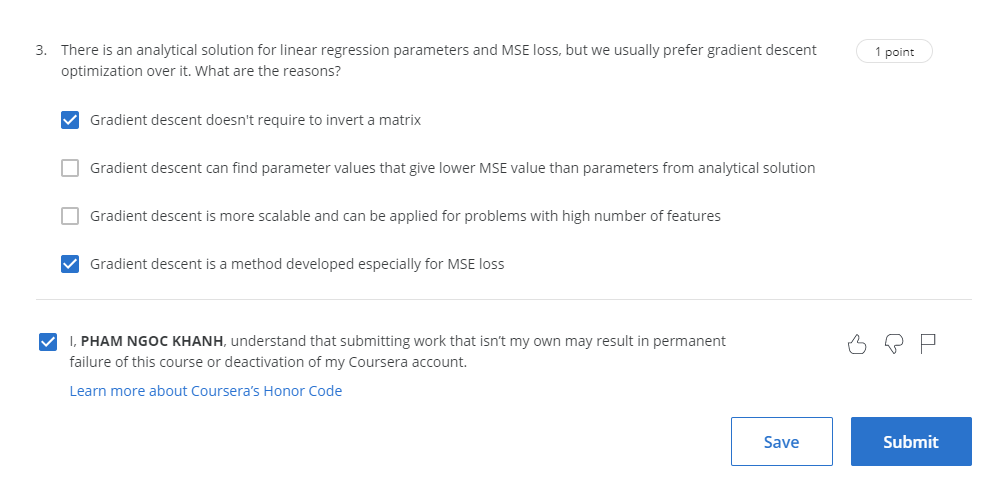 3. There is an analytical solution for linear regression parameters and MSE loss, but we usually prefer gradient descent
optimization over it. What are the reasons?
1 point
Gradient descent doesn't require to invert a matrix
Gradient descent can find parameter values that give lower MSE value than parameters from analytical solution
Gradient descent is more scalable and can be applied for problems with high number of features
Gradient descent is a method developed especially for MSE loss
I, PHAM NGOC KHANH, understand that submitting work that isn't my own may result in permanent
failure of this course or deactivation of my Coursera account.
Learn more about Coursera's Honor Code
Save
Submit